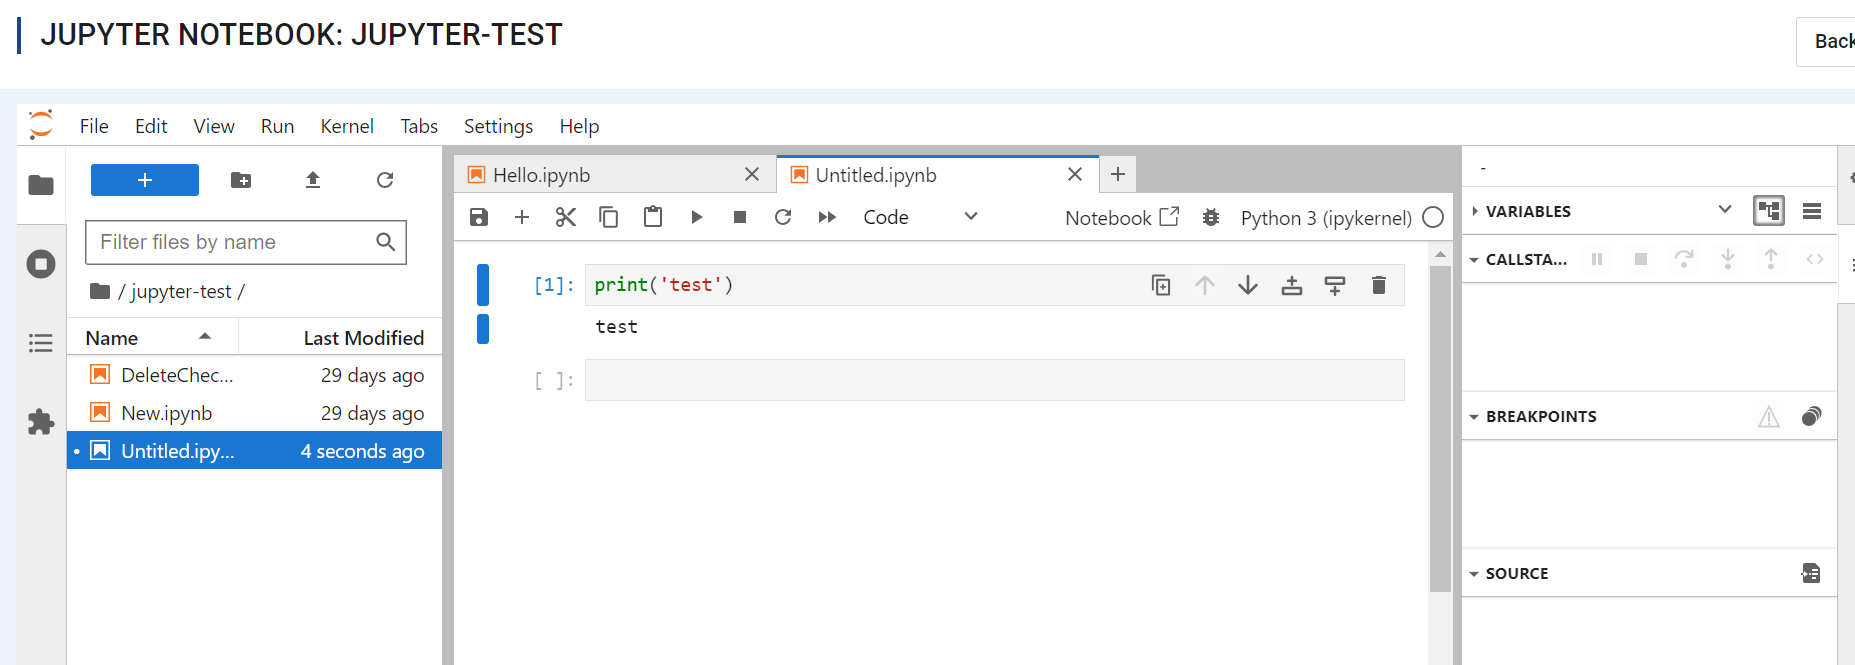 JUPYTER NOTEBOOK: JUPYTER-TEST
Back
File Edit View Run Kernel Tabs Settings Help
Filter files by name
/ jupyter-test /
Name Last Modified
DeleteChec... 29 days ago
New.ipynb 29 days ago
Untitled.ipy... 4 seconds ago
Hello.ipynb Untitled.ipynb
Code Notebook Python 3 (ipykernel)
[1]: print('test')
test
[ ]:
-
VARIABLES
CALLSTA...
BREAKPOINTS
SOURCE